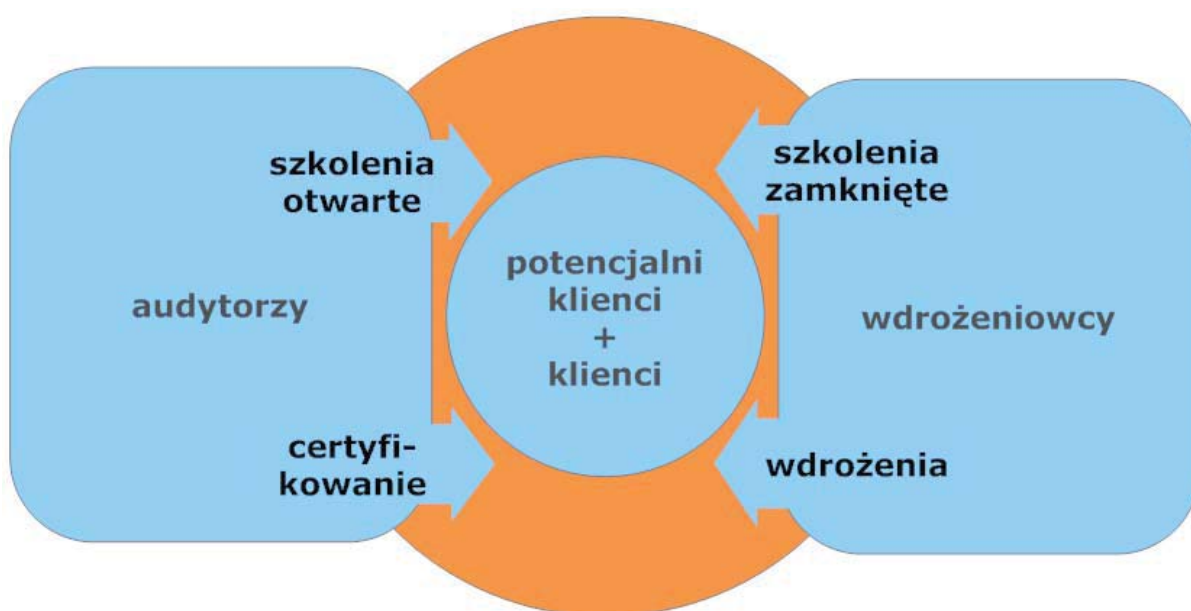 szkolenia
otwarte
audytorzy
certyfi-
kowanie
potencjalni
klienci
+
klienci
szkolenia
zamknięte
wdrożeniowcy
wdrożenia